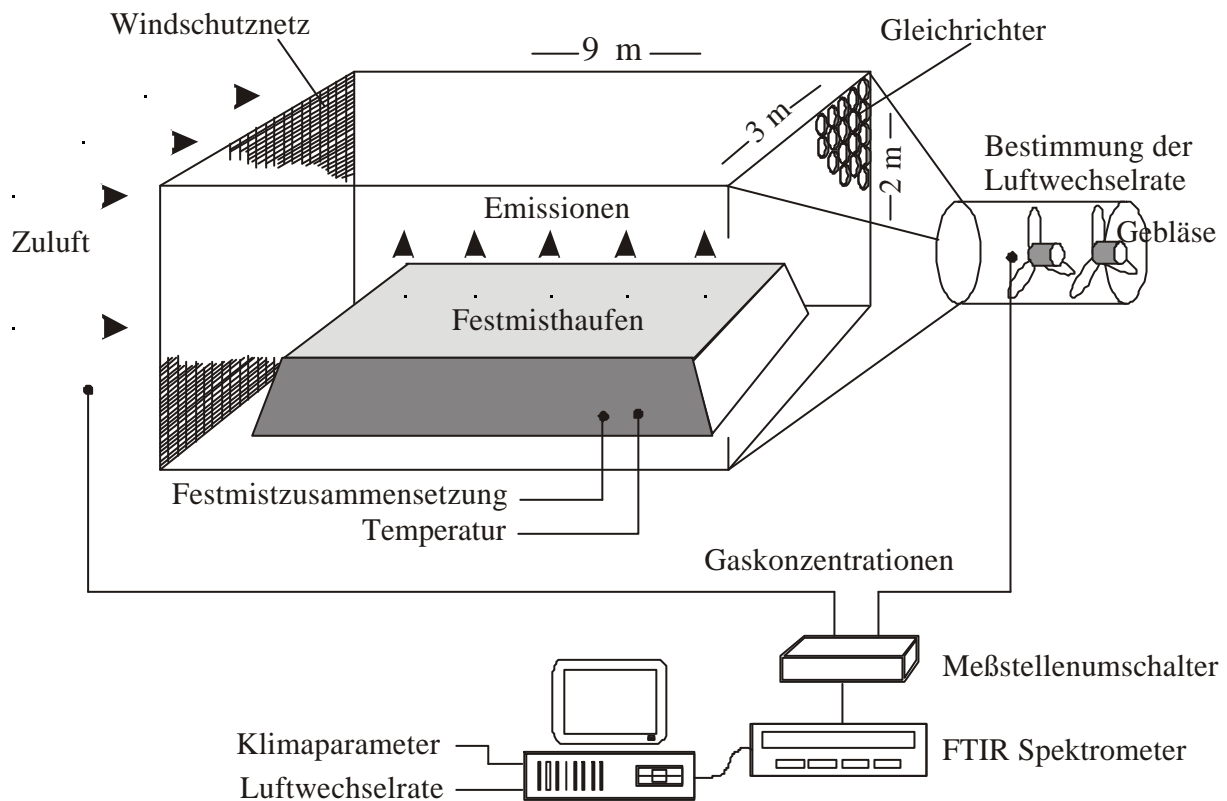 Windschutznetz
9 m
Gleichrichter
3 m
2 m
Bestimmung der
Luftwechselrate
Gebläse
Zuluft
Emissionen
Festmisthaufen
Festmistzusammensetzung
Temperatur
Gaskonzentrationen
Meßstellenumschalter
FTIR Spektrometer
Klimaparameter
Luftwechselrate